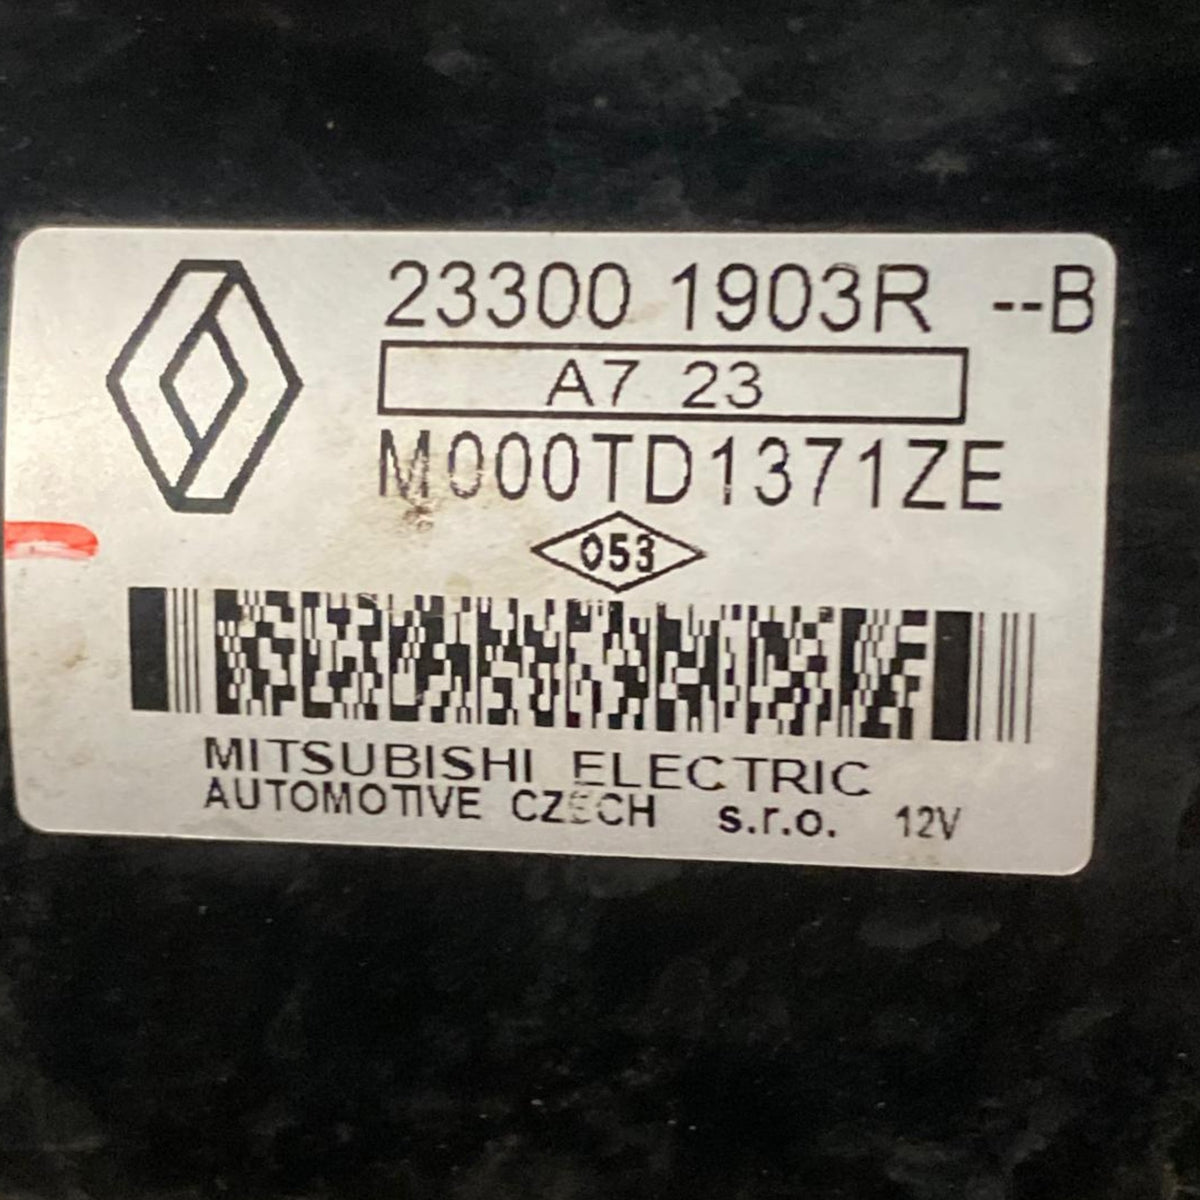 23300 1903R --B
A7 23
M000TD1371ZE
053
MITSUBISHI ELECTRIC
AUTOMOTIVE CZECH s.r.o. 12V